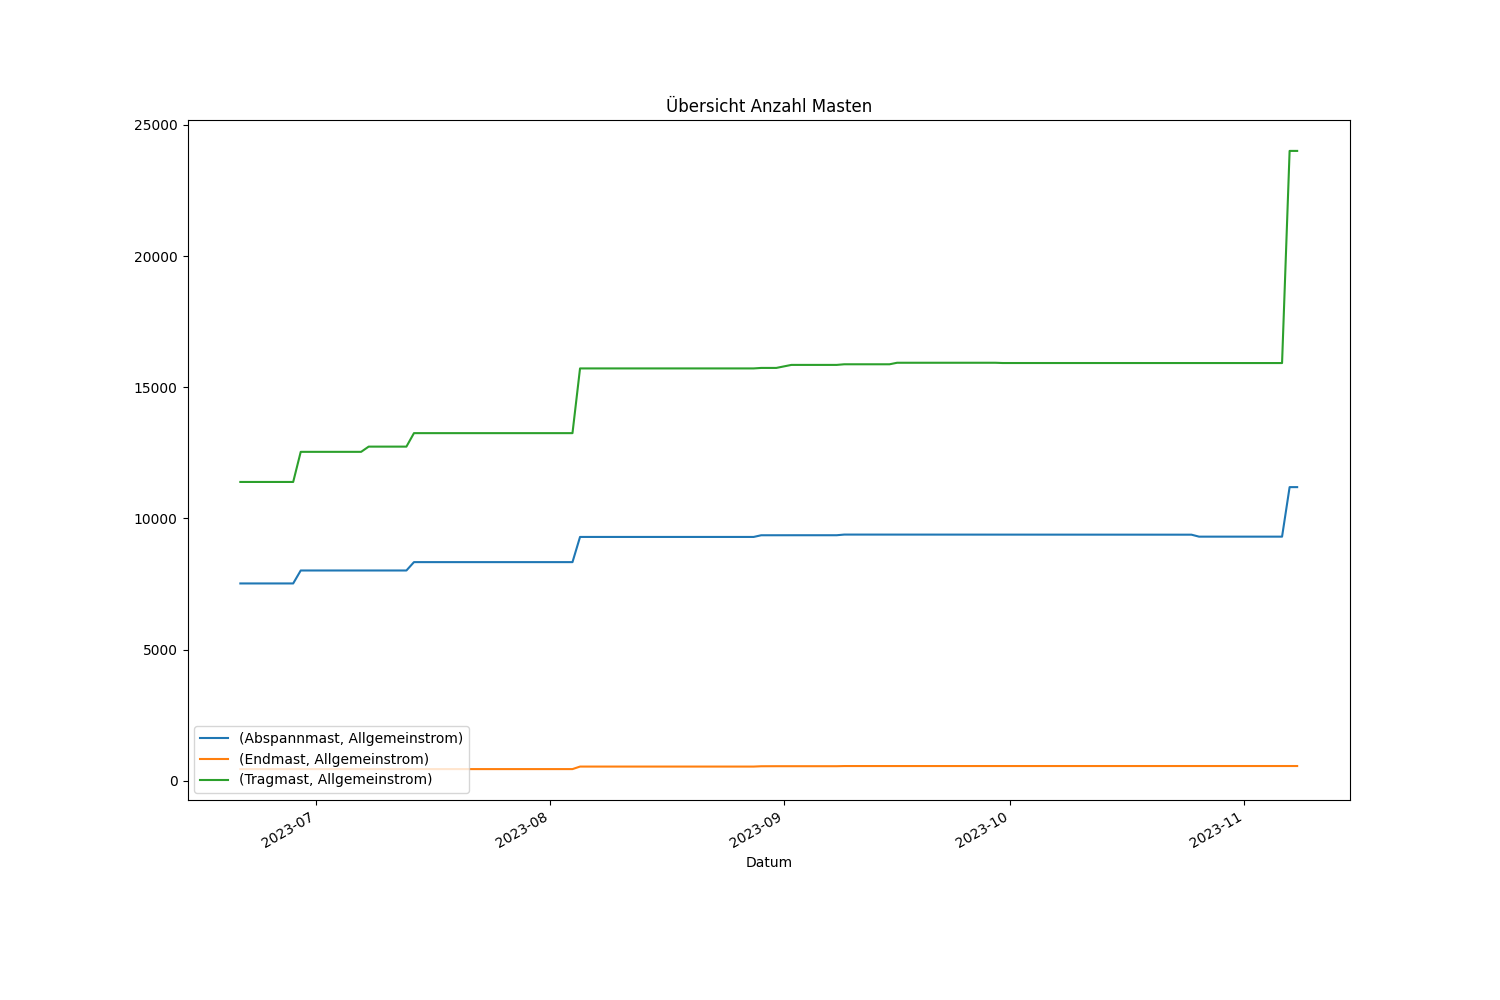 Übersicht Anzahl Masten
25000
20000
15000
10000
5000
0
(Abspannmast, Allgemeinstrom)
(Endmast, Allgemeinstrom)
(Tragmast, Allgemeinstrom)
2023-07
2023-08
2023-09
2023-10
2023-11
Datum